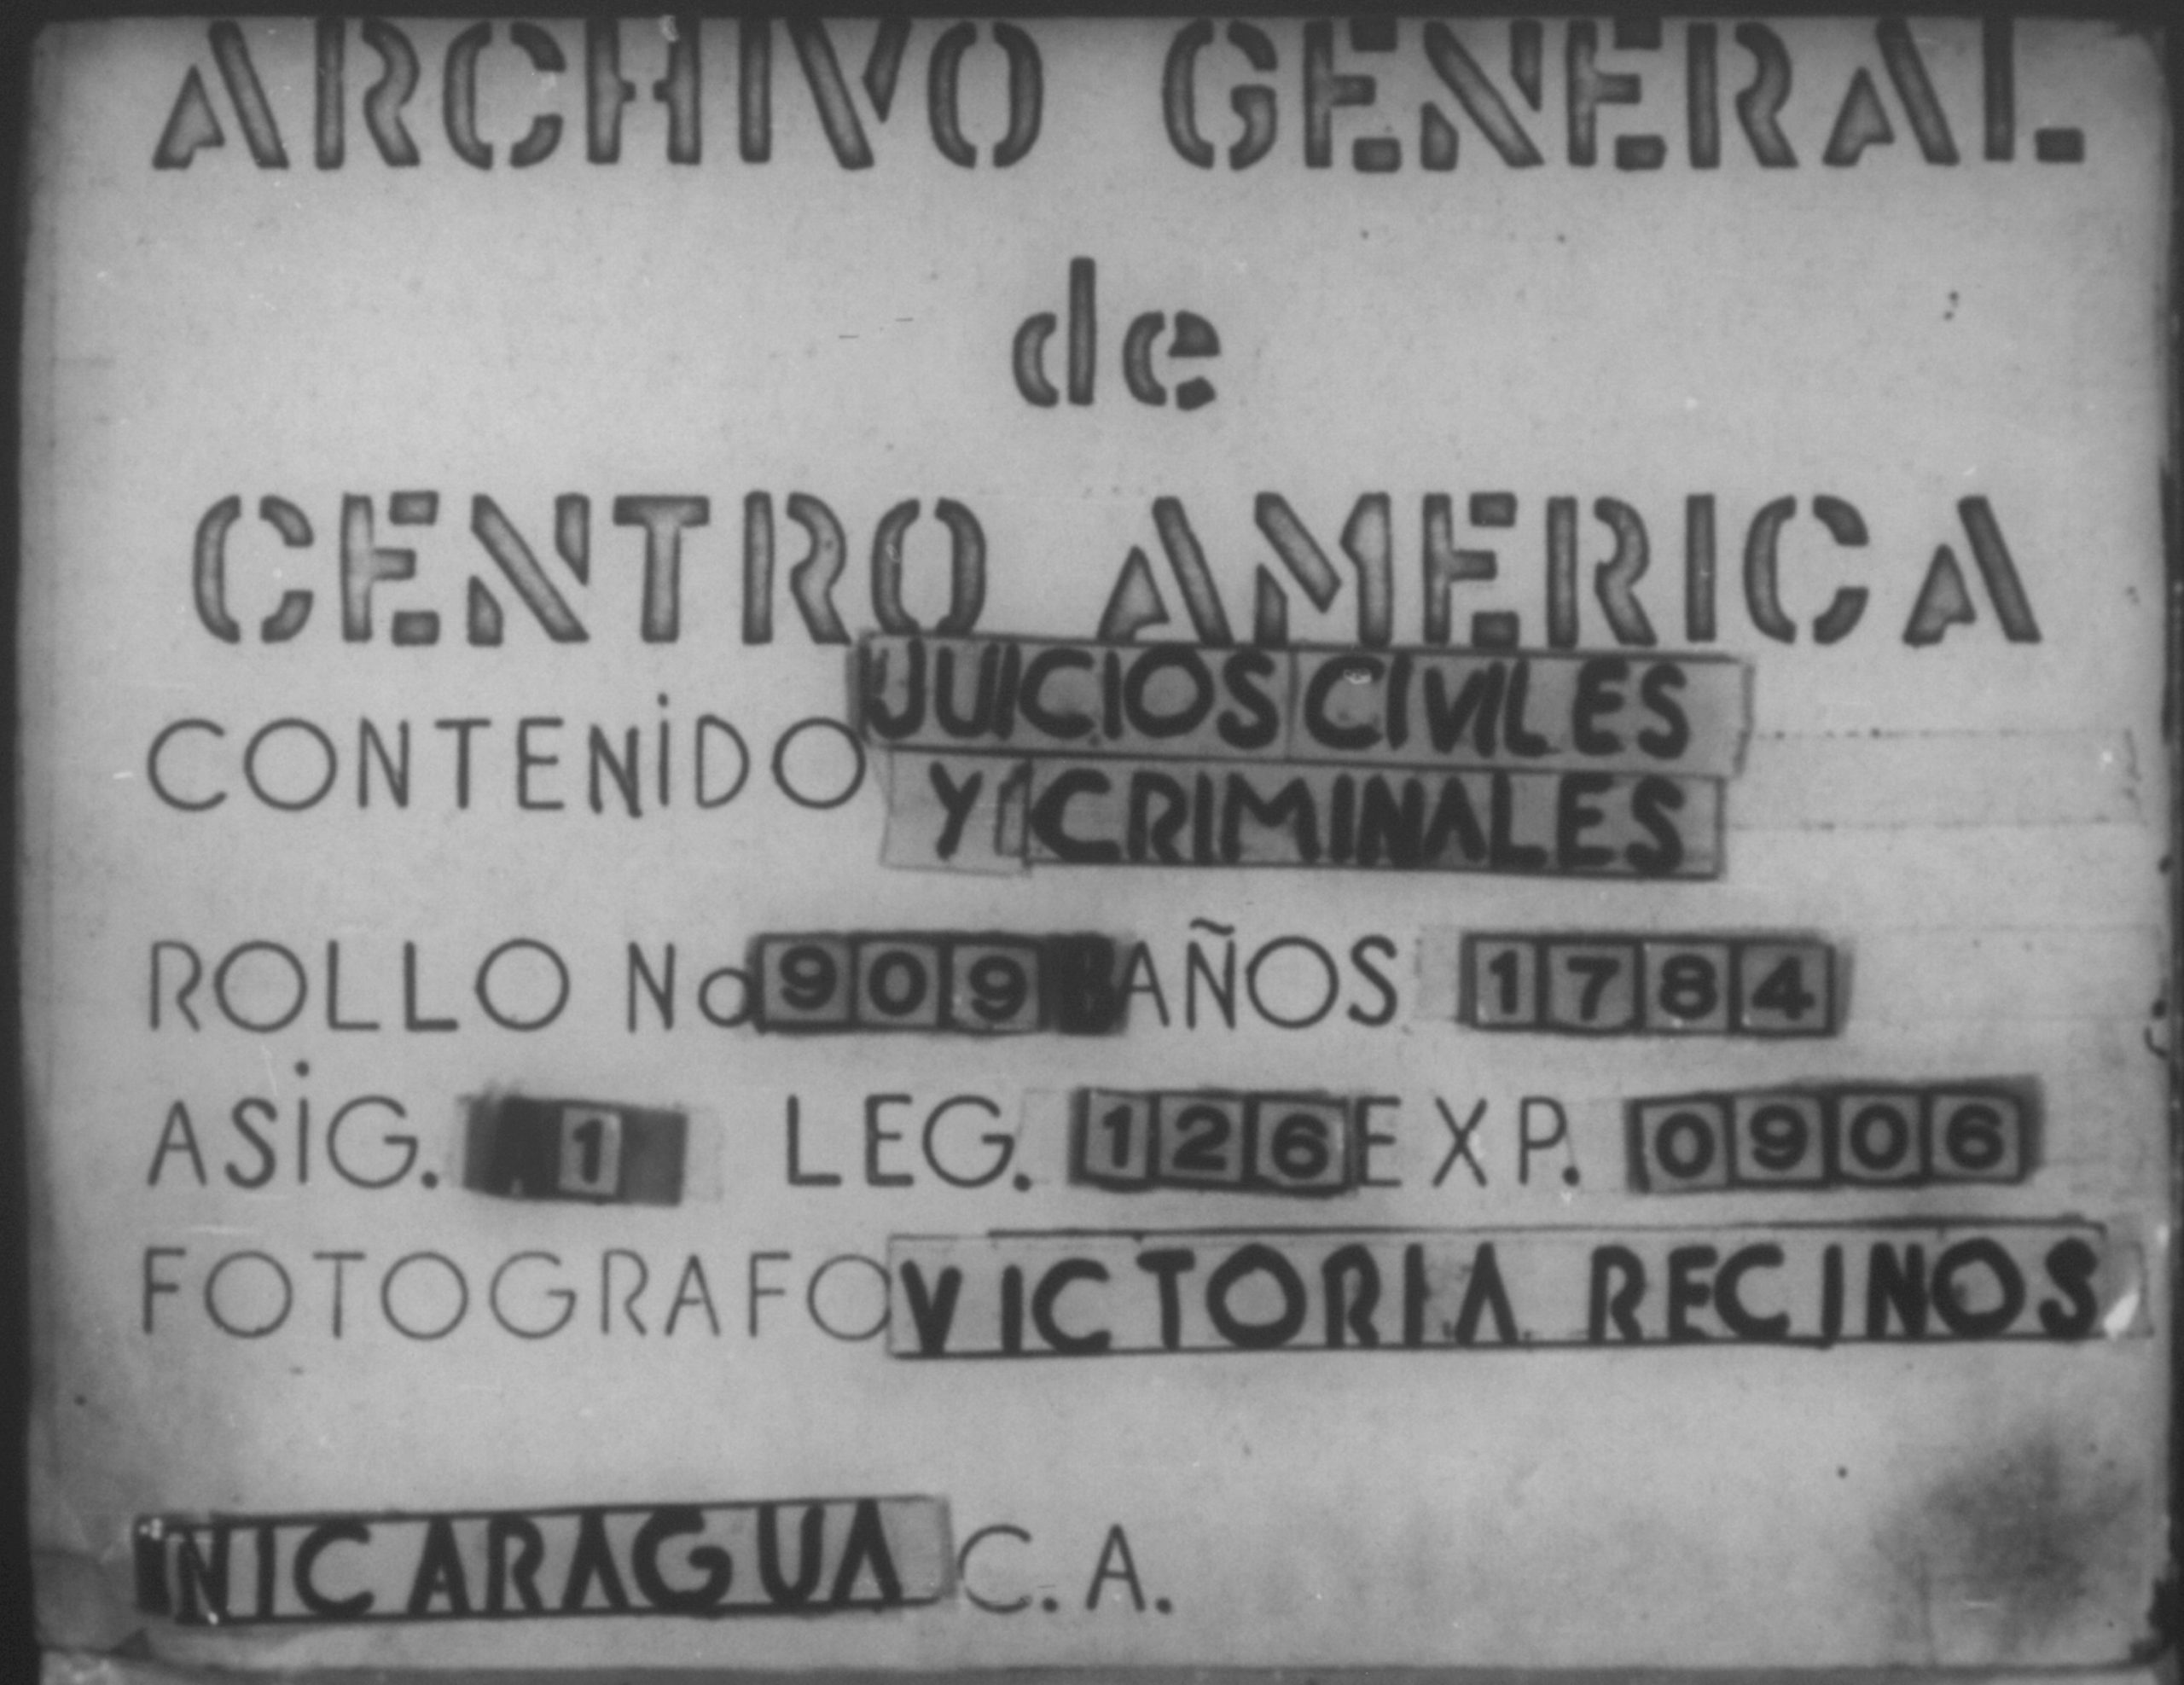 ARCHIVO GENERAL
de
CENTRO AMERICA
CONTENIDO JUICIOS CIVILES
Y CRIMINALES
ROLLO No 909 AÑOS 1784
ASIG. 1 LEG. 126 EXP. 0906
FOTOGRAFO VICTORIA RECINOS
NICARAGUA C.A.